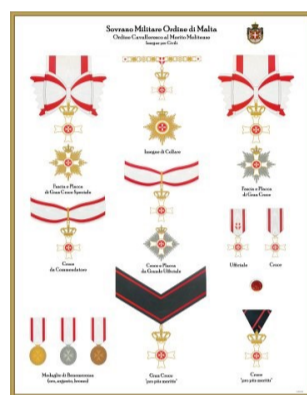 Sovrano Militare Ordine di Malta
Ordine Cavalleresco al Merito Melitense
Insegne per Civili
Insegne di Collare
Fascia e Placca
di Gran Croce Speciale
Fascia e Placca
di Gran Croce
Croce
da Commendatore
Croce e Placca
da Grande Ufficiale
Ufficiale
Croce
Medaglie di Benemerenza
(oro, argento, bronzo)
Gran Croce
"pro piis meritis"
Croce
"pro piis meritis"